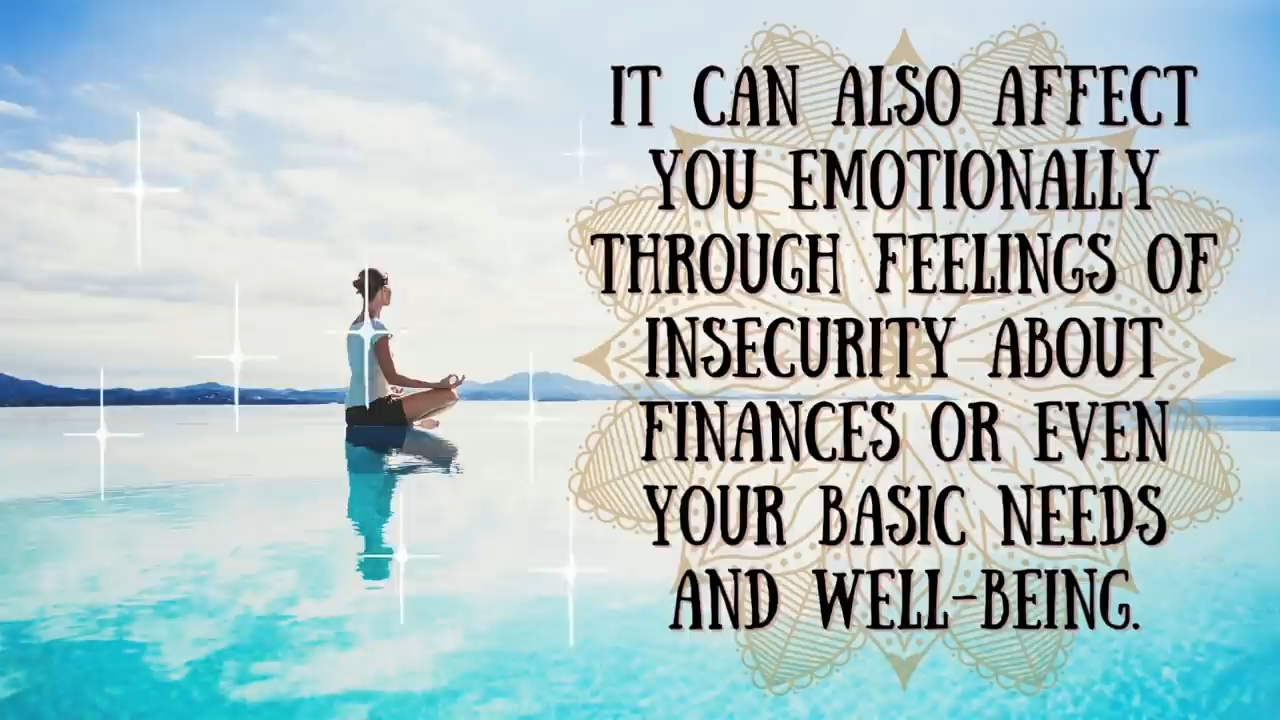 IT CAN ALSO AFFECT
YOU EMOTIONALLY
THROUGH FEELINGS OF
INSECURITY ABOUT
FINANCES OR EVEN
YOUR BASIC NEEDS
AND WELL-BEING.